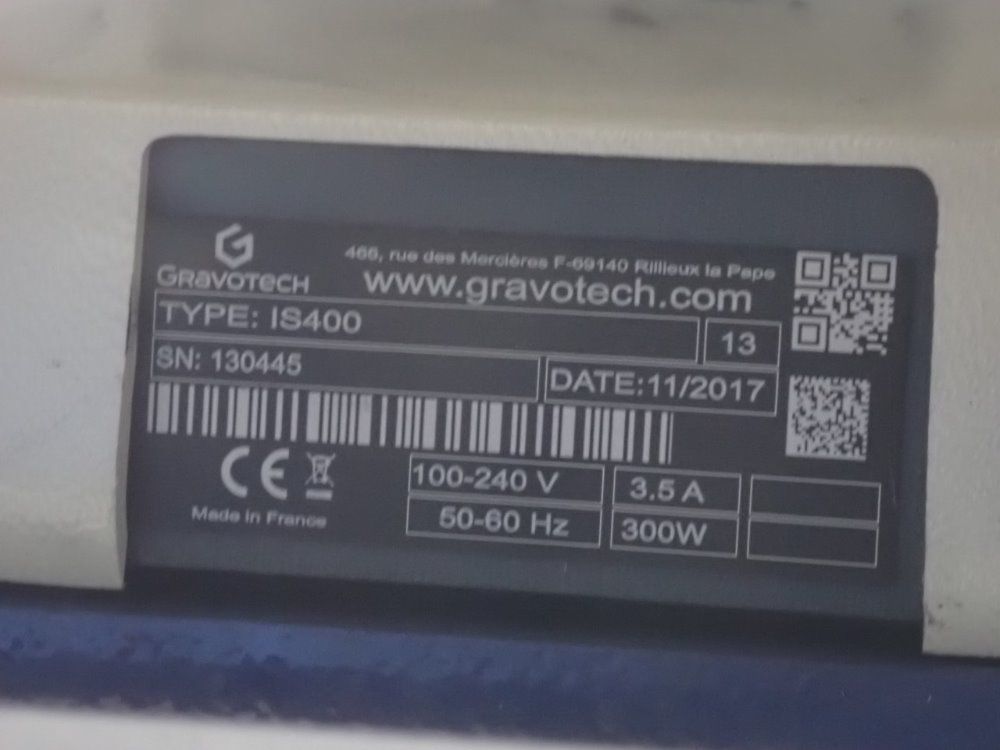 GRAVOTECH
466, rue des Mercières F-69140 Rillieux la Pape
www.gravotech.com
TYPE: IS400
13
SN: 130445
DATE:11/2017
CE
100-240 V
3.5 A
50-60 Hz
300W
Made in France